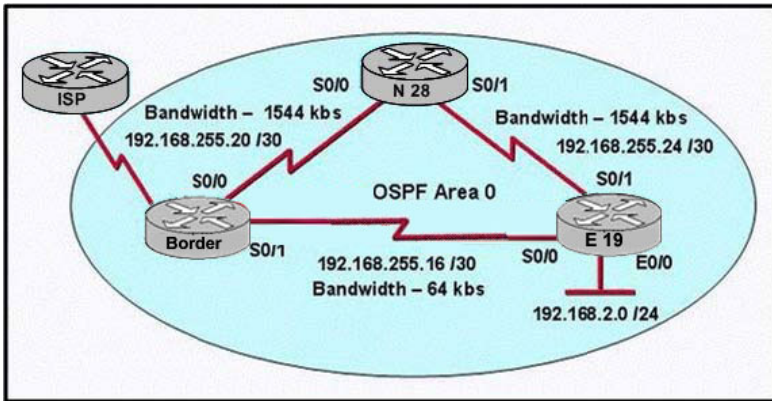 ISP
S0/0
N 28
S0/1
Bandwidth – 1544 kbs
192.168.255.20 /30
Bandwidth – 1544 kbs
192.168.255.24 /30
S0/0
S0/1
OSPF Area 0
Border
E 19
S0/1
S0/0
E0/0
192.168.255.16 /30
Bandwidth – 64 kbs
192.168.2.0 /24